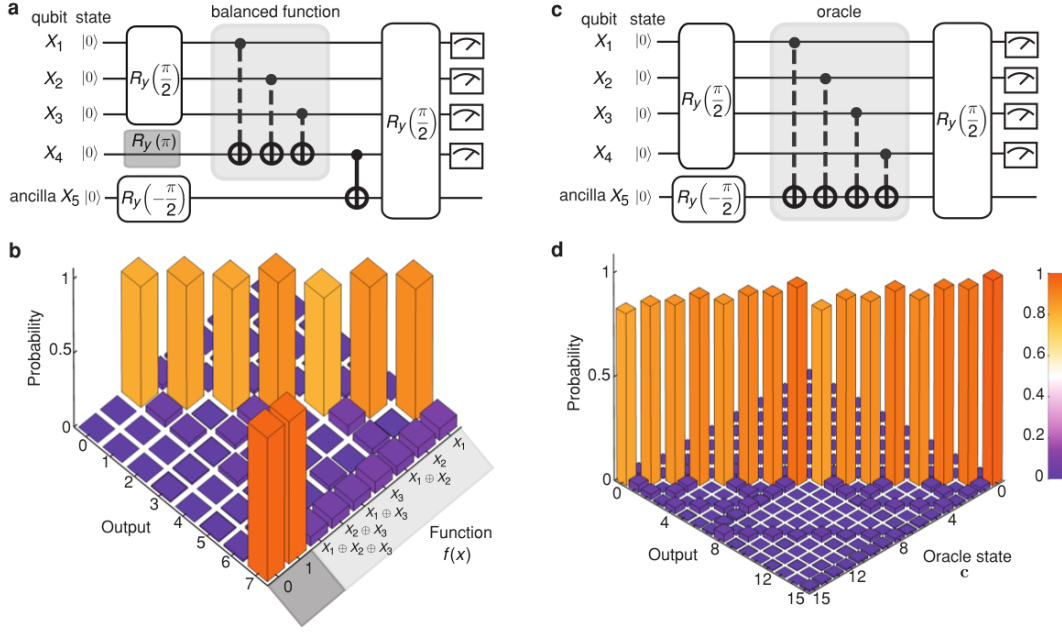 a
balanced function
qubit state
X1 |0⟩
X2 |0⟩
X3 |0⟩
X4 |0⟩
ancilla X5 |0⟩
Ry(π/2)
Ry(π)
Ry(−π/2)
Ry(π/2)
c
oracle
qubit state
X1 |0⟩
X2 |0⟩
X3 |0⟩
X4 |0⟩
ancilla X5 |0⟩
Ry(π/2)
Ry(−π/2)
Ry(π/2)
b
Probability
1
0.5
0
0
1
2
3
4
5
6
7
Output
0
1
X1 ⊕ X2 ⊕ X3
X2 ⊕ X3
X1 ⊕ X3
X3
X1 ⊕ X2
X2
X1
Function
f(x)
d
Probability
1
0.5
0
0
4
8
12
15
Output
15
12
8
4
0
Oracle state
c
1
0.8
0.6
0.4
0.2
0